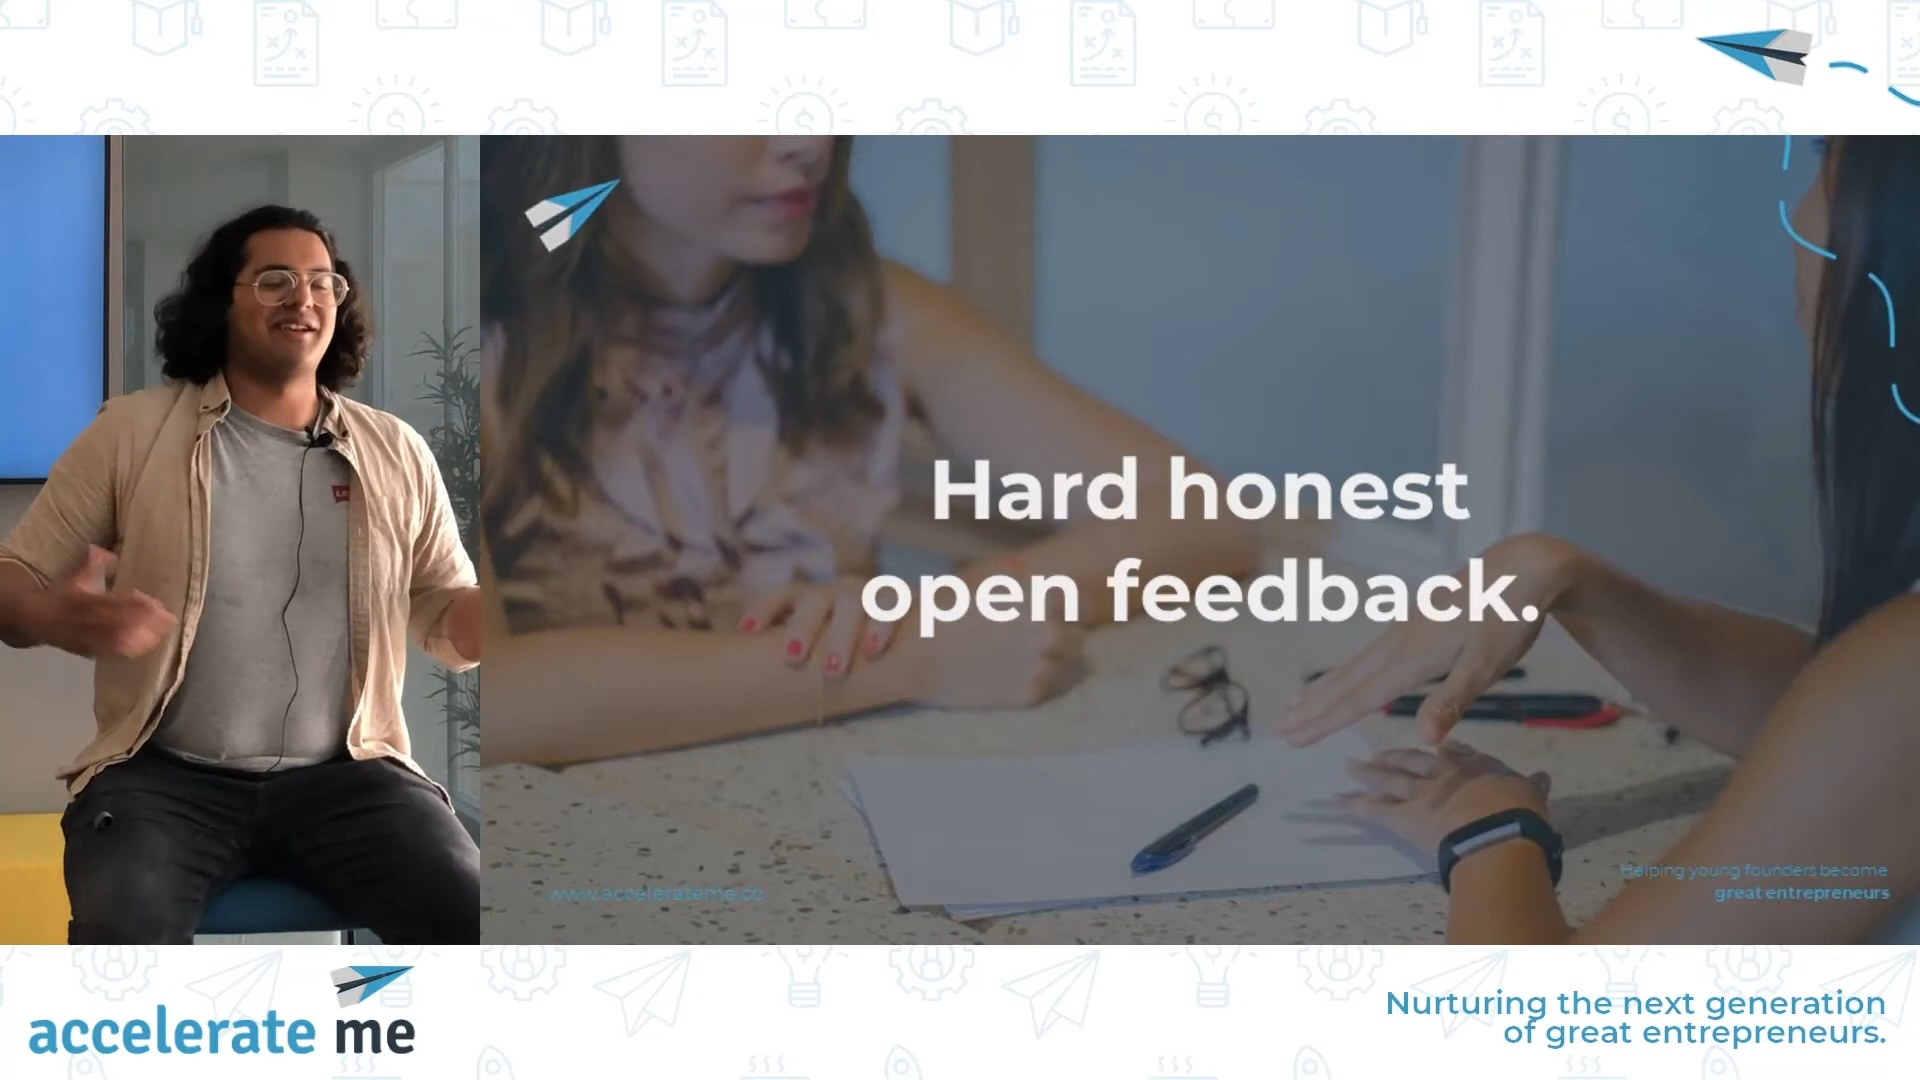 Hard honest
open feedback.
www.accelerateme.co
Helping young founders become
great entrepreneurs
accelerate me
Nurturing the next generation
of great entrepreneurs.